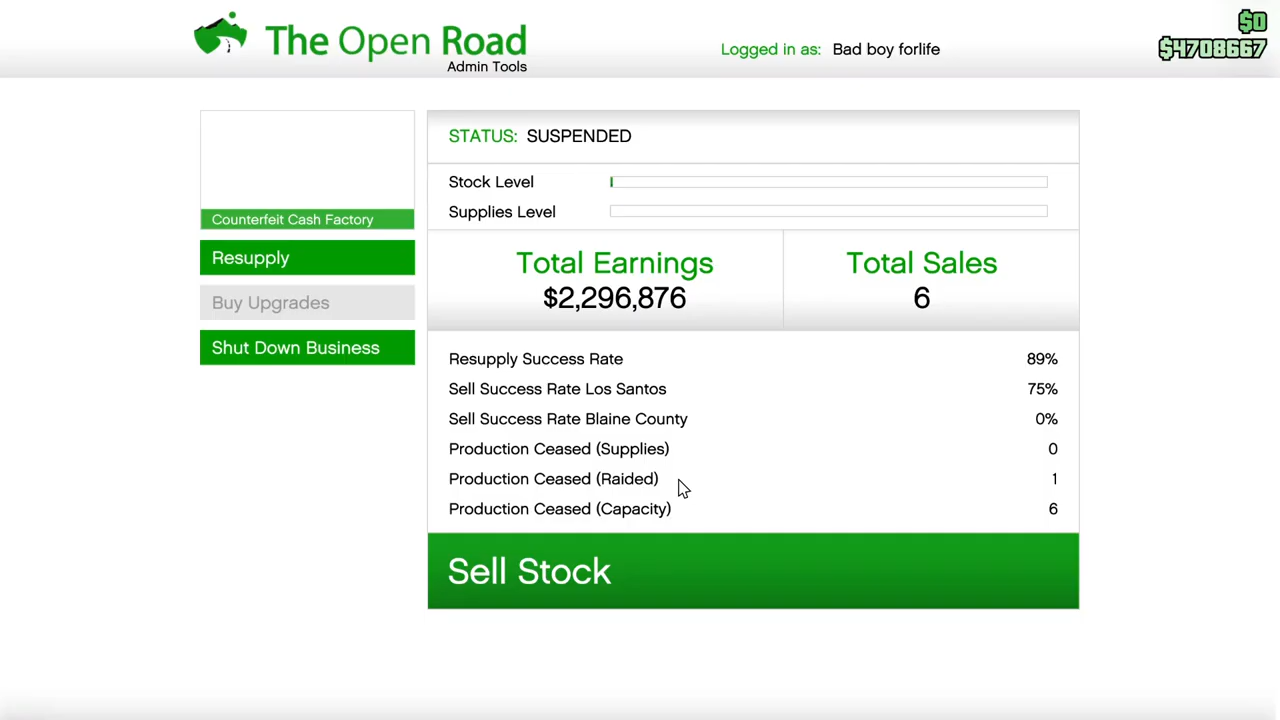 The Open Road
Admin Tools
Logged in as: Bad boy forlife
$0
$4708667
Counterfeit Cash Factory
Resupply
Buy Upgrades
Shut Down Business
STATUS: SUSPENDED
Stock Level
Supplies Level
Total Earnings
$2,296,876
Total Sales
6
Resupply Success Rate 89%
Sell Success Rate Los Santos 75%
Sell Success Rate Blaine County 0%
Production Ceased (Supplies) 0
Production Ceased (Raided) 1
Production Ceased (Capacity) 6
Sell Stock